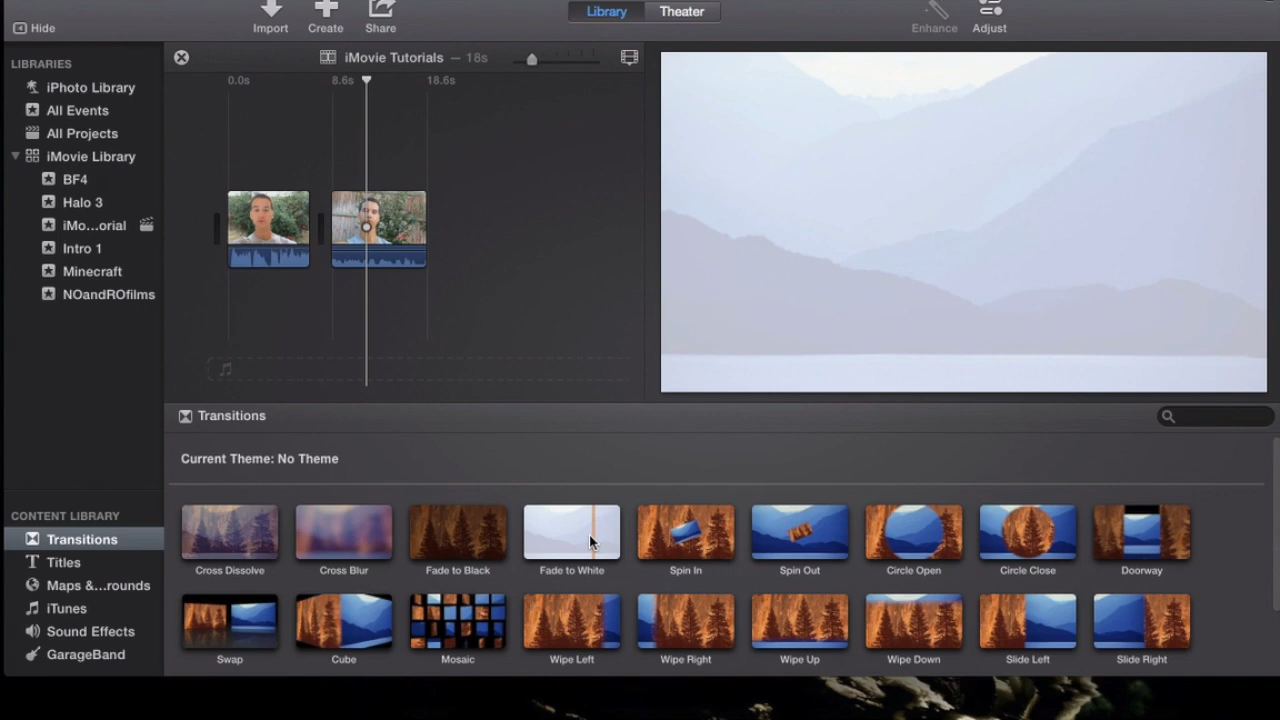 Hide
Import
Create
Share
Library
Theater
Enhance
Adjust
LIBRARIES
iPhoto Library
All Events
All Projects
iMovie Library
BF4
Halo 3
iMo...orial
Intro 1
Minecraft
NOandROfilms
iMovie Tutorials — 18s
0.0s
8.6s
18.6s
Transitions
Current Theme: No Theme
Cross Dissolve
Cross Blur
Fade to Black
Fade to White
Spin In
Spin Out
Circle Open
Circle Close
Doorway
Swap
Cube
Mosaic
Wipe Left
Wipe Right
Wipe Up
Wipe Down
Slide Left
Slide Right
CONTENT LIBRARY
Transitions
Titles
Maps &...rounds
iTunes
Sound Effects
GarageBand